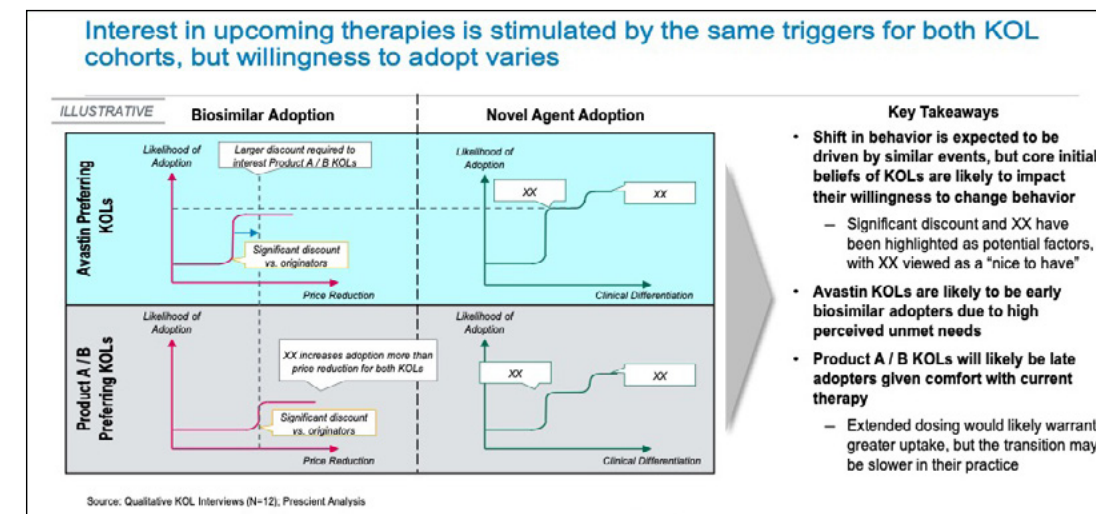 Interest in upcoming therapies is stimulated by the same triggers for both KOL
cohorts, but willingness to adopt varies
ILLUSTRATIVE
Biosimilar Adoption
Novel Agent Adoption
Avastin Preferring
KOLs
Likelihood of
Adoption
Larger discount required to
interest Product A / B KOLs
Significant discount
vs. originators
Price Reduction
Likelihood of
Adoption
XX
XX
Clinical Differentiation
Product A / B
Preferring KOLs
Likelihood of
Adoption
XX increases adoption more than
price reduction for both KOLs
Significant discount
vs. originators
Price Reduction
Likelihood of
Adoption
XX
XX
Clinical Differentiation
Key Takeaways
• Shift in behavior is expected to be
driven by similar events, but core initial
beliefs of KOLs are likely to impact
their willingness to change behavior
– Significant discount and XX have
been highlighted as potential factors,
with XX viewed as a “nice to have”
• Avastin KOLs are likely to be early
biosimilar adopters due to high
perceived unmet needs
• Product A / B KOLs will likely be late
adopters given comfort with current
therapy
– Extended dosing would likely warrant
greater uptake, but the transition may
be slower in their practice
Source: Qualitative KOL Interviews (N=12); Prescient Analysis